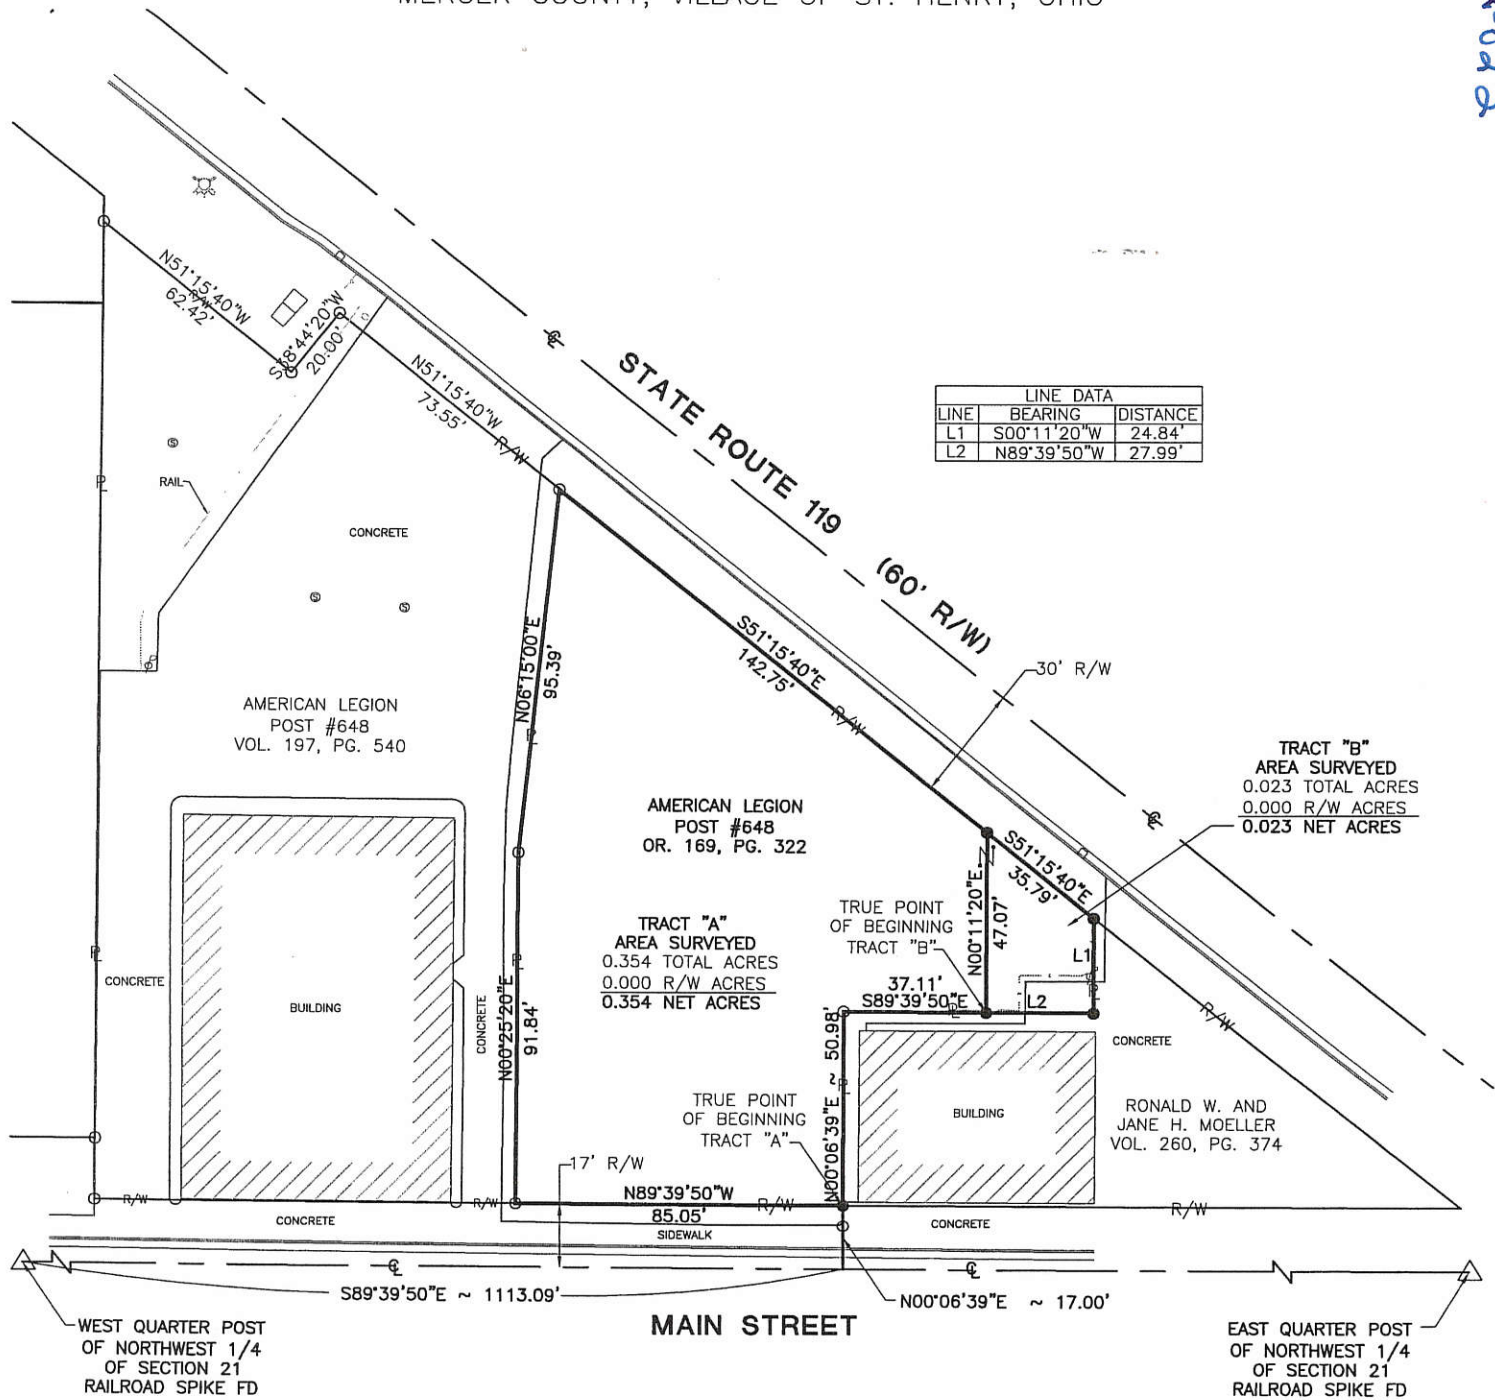 MERCER COUNTY, VILLAGE OF ST. HENRY, OHIO
N51°15'40"W
R/W
62.42'
S38°44'20"W
20.00'
N51°15'40"W
73.55'
R/W
STATE ROUTE 119 (60' R/W)
LINE DATA
LINE BEARING DISTANCE
L1 S00°11'20"W 24.84'
L2 N89°39'50"W 27.99'
RAIL
CONCRETE
N06°15'00"E
95.39'
S51°15'40"E
142.75'
R/W
30' R/W
AMERICAN LEGION
POST #648
VOL. 197, PG. 540
TRACT "B"
AREA SURVEYED
0.023 TOTAL ACRES
0.000 R/W ACRES
0.023 NET ACRES
AMERICAN LEGION
POST #648
OR. 169, PG. 322
S51°15'40"E
35.79'
TRUE POINT
OF BEGINNING
TRACT "B"
N00°11'20"E
47.07'
L1
TRACT "A"
AREA SURVEYED
0.354 TOTAL ACRES
0.000 R/W ACRES
0.354 NET ACRES
CONCRETE
BUILDING
CONCRETE
N00°25'20"E
91.84'
37.11'
S89°39'50"E
L2
R/W
N00°06'39"E ~ 50.98'
CONCRETE
BUILDING
TRUE POINT
OF BEGINNING
TRACT "A"
RONALD W. AND
JANE H. MOELLER
VOL. 260, PG. 374
17' R/W
R/W
R/W
N89°39'50"W
R/W
85.05'
R/W
CONCRETE
SIDEWALK
CONCRETE
S89°39'50"E ~ 1113.09'
N00°06'39"E ~ 17.00'
MAIN STREET
WEST QUARTER POST
OF NORTHWEST 1/4
OF SECTION 21
RAILROAD SPIKE FD
EAST QUARTER POST
OF NORTHWEST 1/4
OF SECTION 21
RAILROAD SPIKE FD